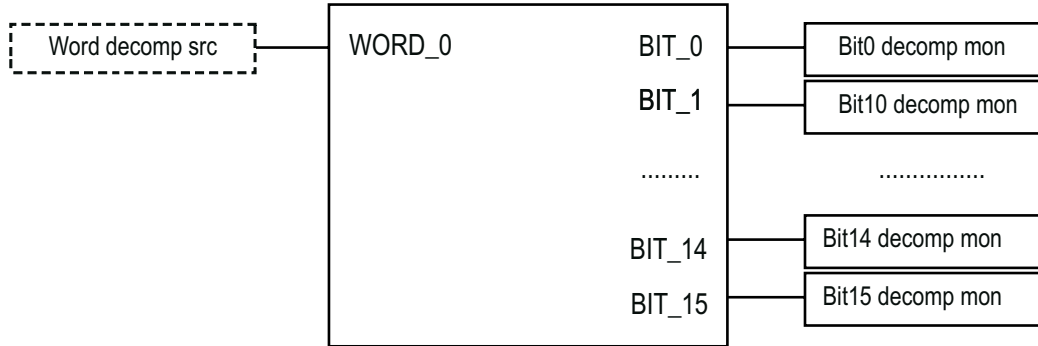 Word decomp src
WORD_0
BIT_0
Bit0 decomp mon
BIT_1
Bit10 decomp mon
.........
................
BIT_14
Bit14 decomp mon
BIT_15
Bit15 decomp mon